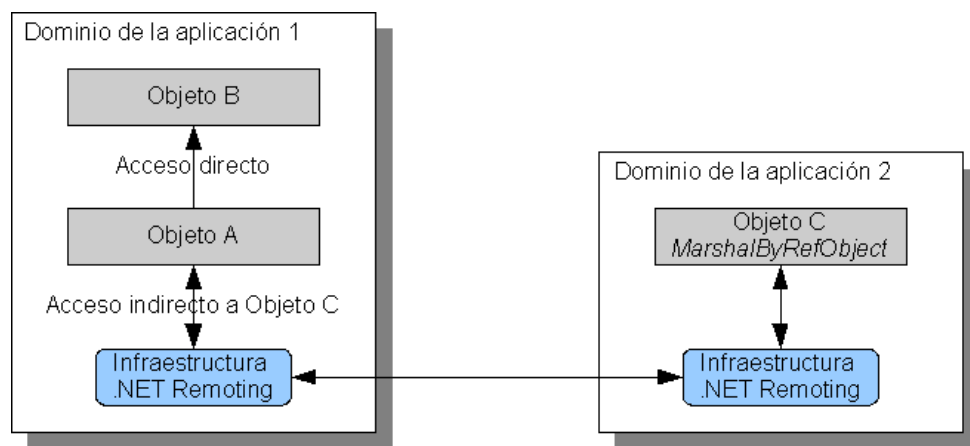 Dominio de la aplicación 1
Objeto B
Acceso directo
Objeto A
Acceso indirecto a Objeto C
Infraestructura
.NET Remoting
Dominio de la aplicación 2
Objeto C
MarshalByRefObject
Infraestructura
.NET Remoting